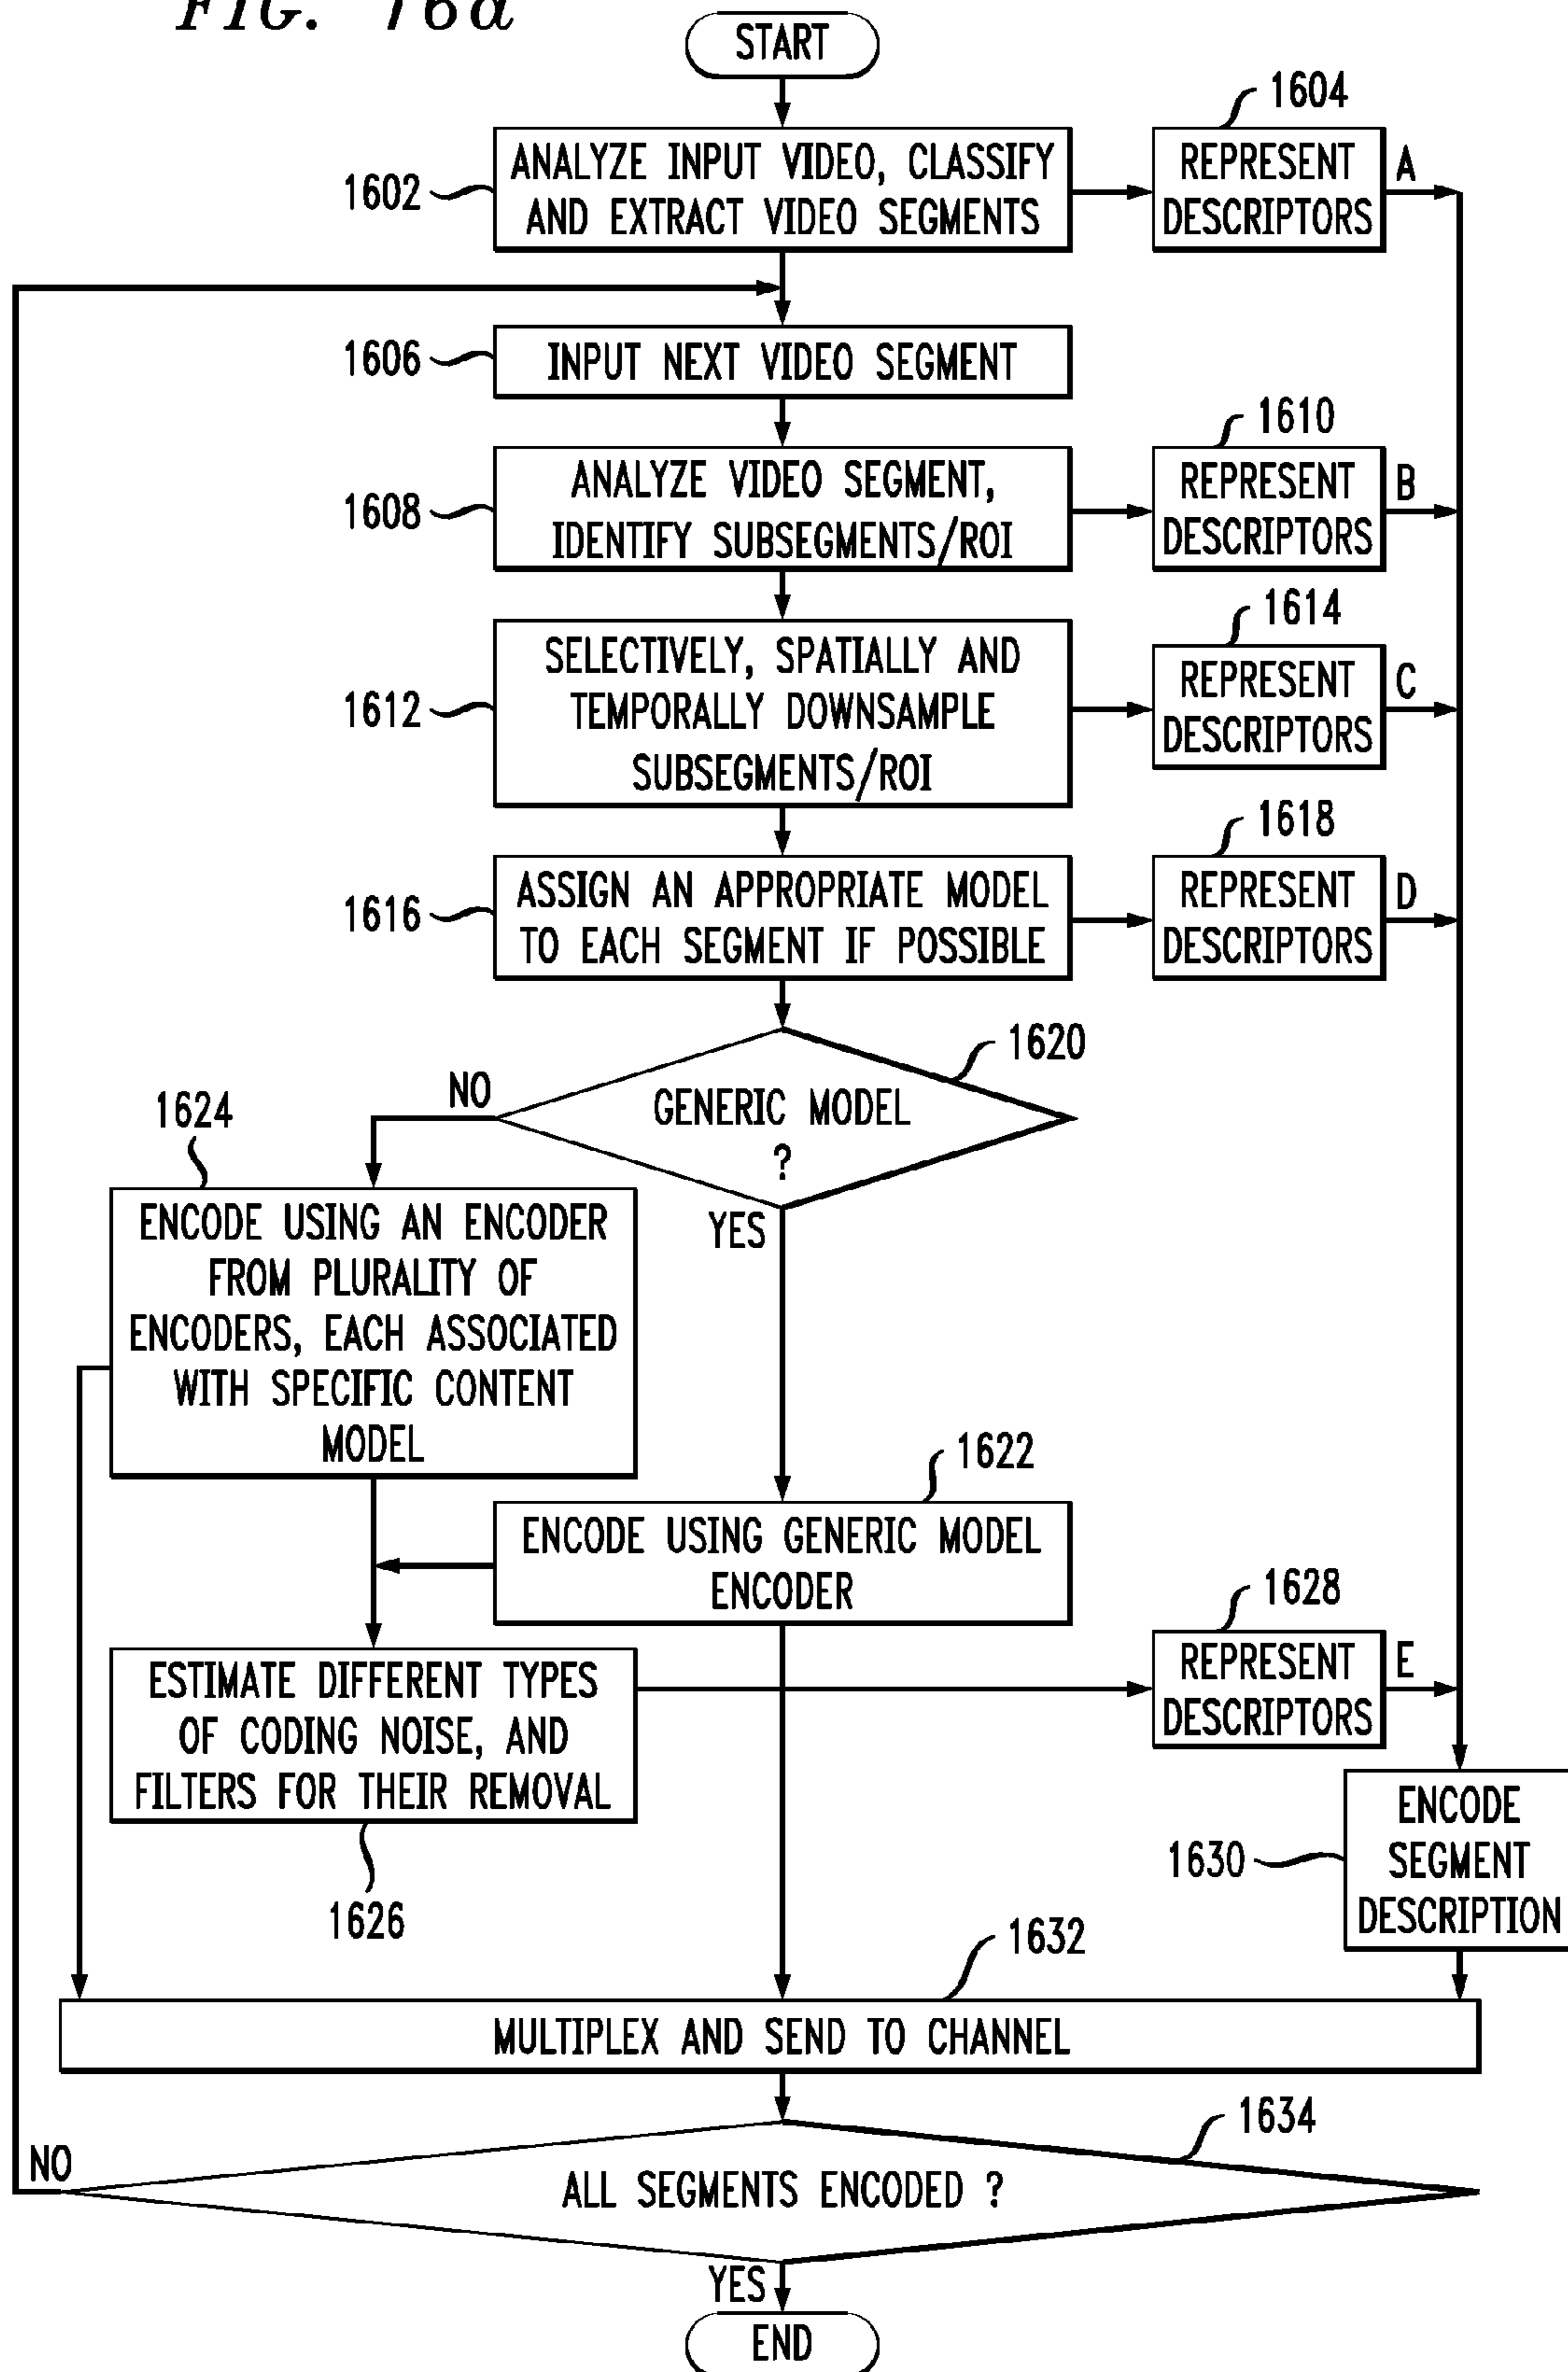 FIG. 16a
START
1604
1602
ANALYZE INPUT VIDEO, CLASSIFY
AND EXTRACT VIDEO SEGMENTS
REPRESENT
DESCRIPTORS
A
1606
INPUT NEXT VIDEO SEGMENT
1610
1608
ANALYZE VIDEO SEGMENT,
IDENTIFY SUBSEGMENTS/ROI
REPRESENT
DESCRIPTORS
B
1614
1612
SELECTIVELY, SPATIALLY AND
TEMPORALLY DOWNSAMPLE
SUBSEGMENTS/ROI
REPRESENT
DESCRIPTORS
C
1618
1616
ASSIGN AN APPROPRIATE MODEL
TO EACH SEGMENT IF POSSIBLE
REPRESENT
DESCRIPTORS
D
1620
GENERIC MODEL
?
NO
YES
1624
ENCODE USING AN ENCODER
FROM PLURALITY OF
ENCODERS, EACH ASSOCIATED
WITH SPECIFIC CONTENT
MODEL
1622
ENCODE USING GENERIC MODEL
ENCODER
1628
ESTIMATE DIFFERENT TYPES
OF CODING NOISE, AND
FILTERS FOR THEIR REMOVAL
1626
REPRESENT
DESCRIPTORS
E
1630
ENCODE
SEGMENT
DESCRIPTION
1632
MULTIPLEX AND SEND TO CHANNEL
1634
NO
ALL SEGMENTS ENCODED ?
YES
END